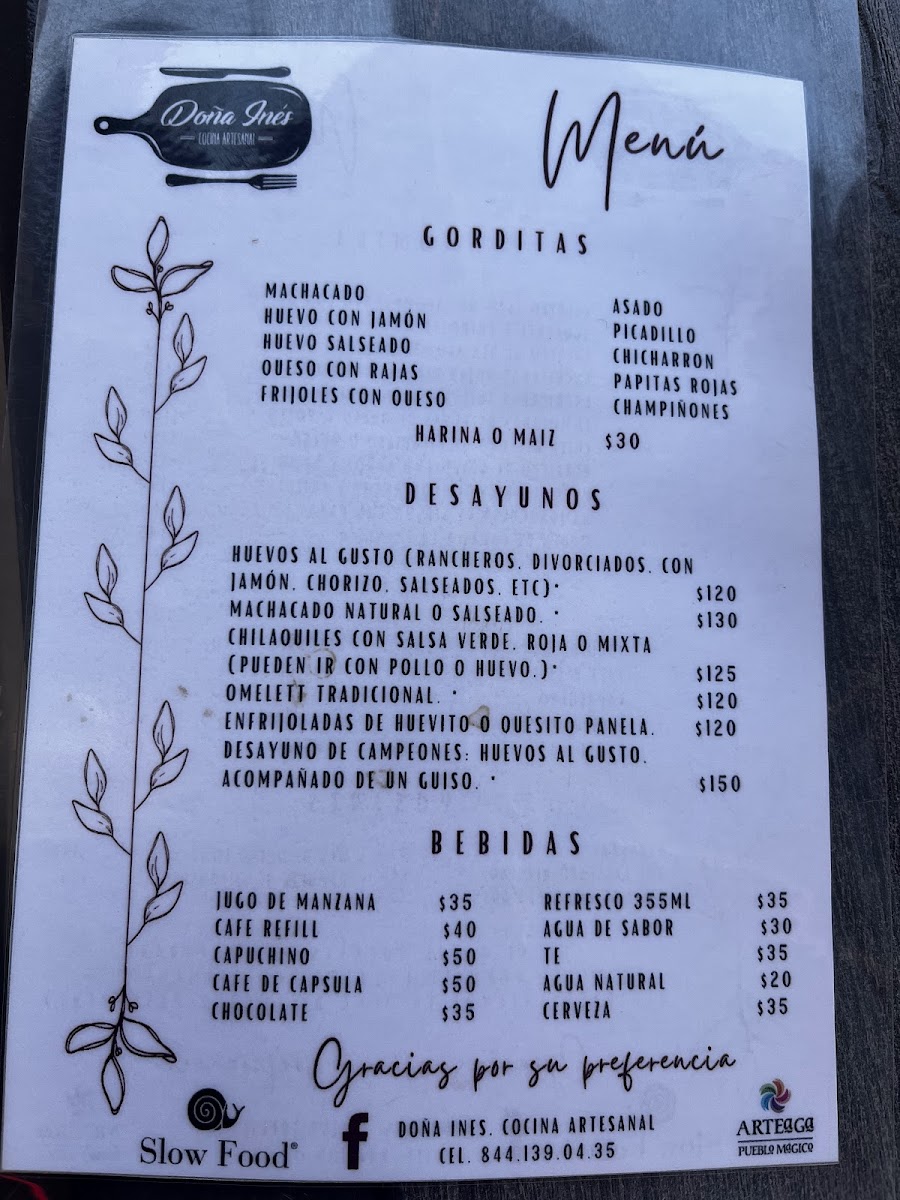 Doña Inés
COCINA ARTESANAL
Menú
GORDITAS
MACHACADO
HUEVO CON JAMÓN
HUEVO SALSEADO
QUESO CON RAJAS
FRIJOLES CON QUESO
ASADO
PICADILLO
CHICHARRON
PAPITAS ROJAS
CHAMPIÑONES
HARINA O MAIZ $30
DESAYUNOS
HUEVOS AL GUSTO (RANCHEROS, DIVORCIADOS, CON
JAMÓN, CHORIZO, SALSEADOS, ETC)* $120
MACHACADO NATURAL O SALSEADO. * $130
CHILAQUILES CON SALSA VERDE, ROJA O MIXTA
(PUEDEN IR CON POLLO O HUEVO.)* $125
OMELETT TRADICIONAL. * $120
ENFRIJOLADAS DE HUEVITO O QUESITO PANELA. $120
DESAYUNO DE CAMPEONES: HUEVOS AL GUSTO,
ACOMPAÑADO DE UN GUISO. * $150
BEBIDAS
JUGO DE MANZANA $35
CAFE REFILL $40
CAPUCHINO $50
CAFE DE CAPSULA $50
CHOCOLATE $35
REFRESCO 355ML $35
AGUA DE SABOR $30
TE $35
AGUA NATURAL $20
CERVEZA $35
Gracias por su preferencia
Slow Food®
f
DOÑA INES. COCINA ARTESANAL
CEL. 844.139.04.35
ARTEAGA
PUEBLO MÁGICO